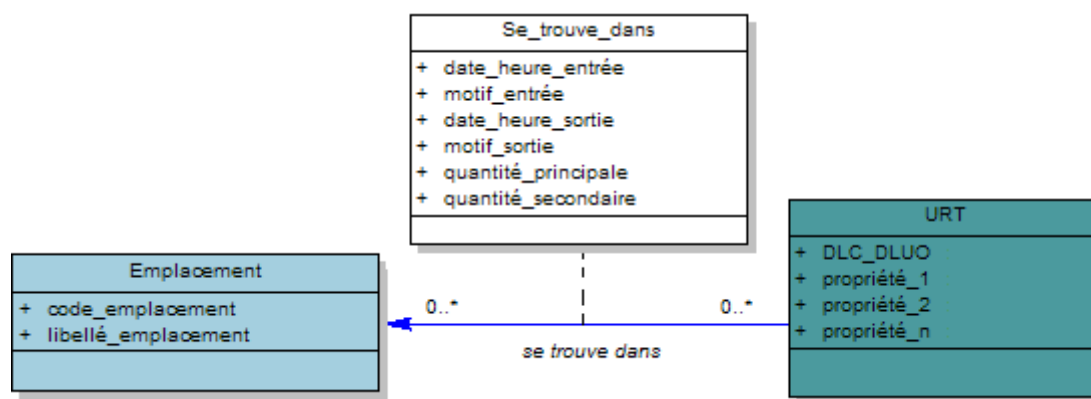 Se_trouve_dans
+ date_heure_entrée
+ motif_entrée
+ date_heure_sortie
+ motif_sortie
+ quantité_principale
+ quantité_secondaire
URT
+ DLC_DLUO
+ propriété_1
+ propriété_2
+ propriété_n
Emplacement
+ code_emplacement
+ libellé_emplacement
0..*
0..*
se trouve dans